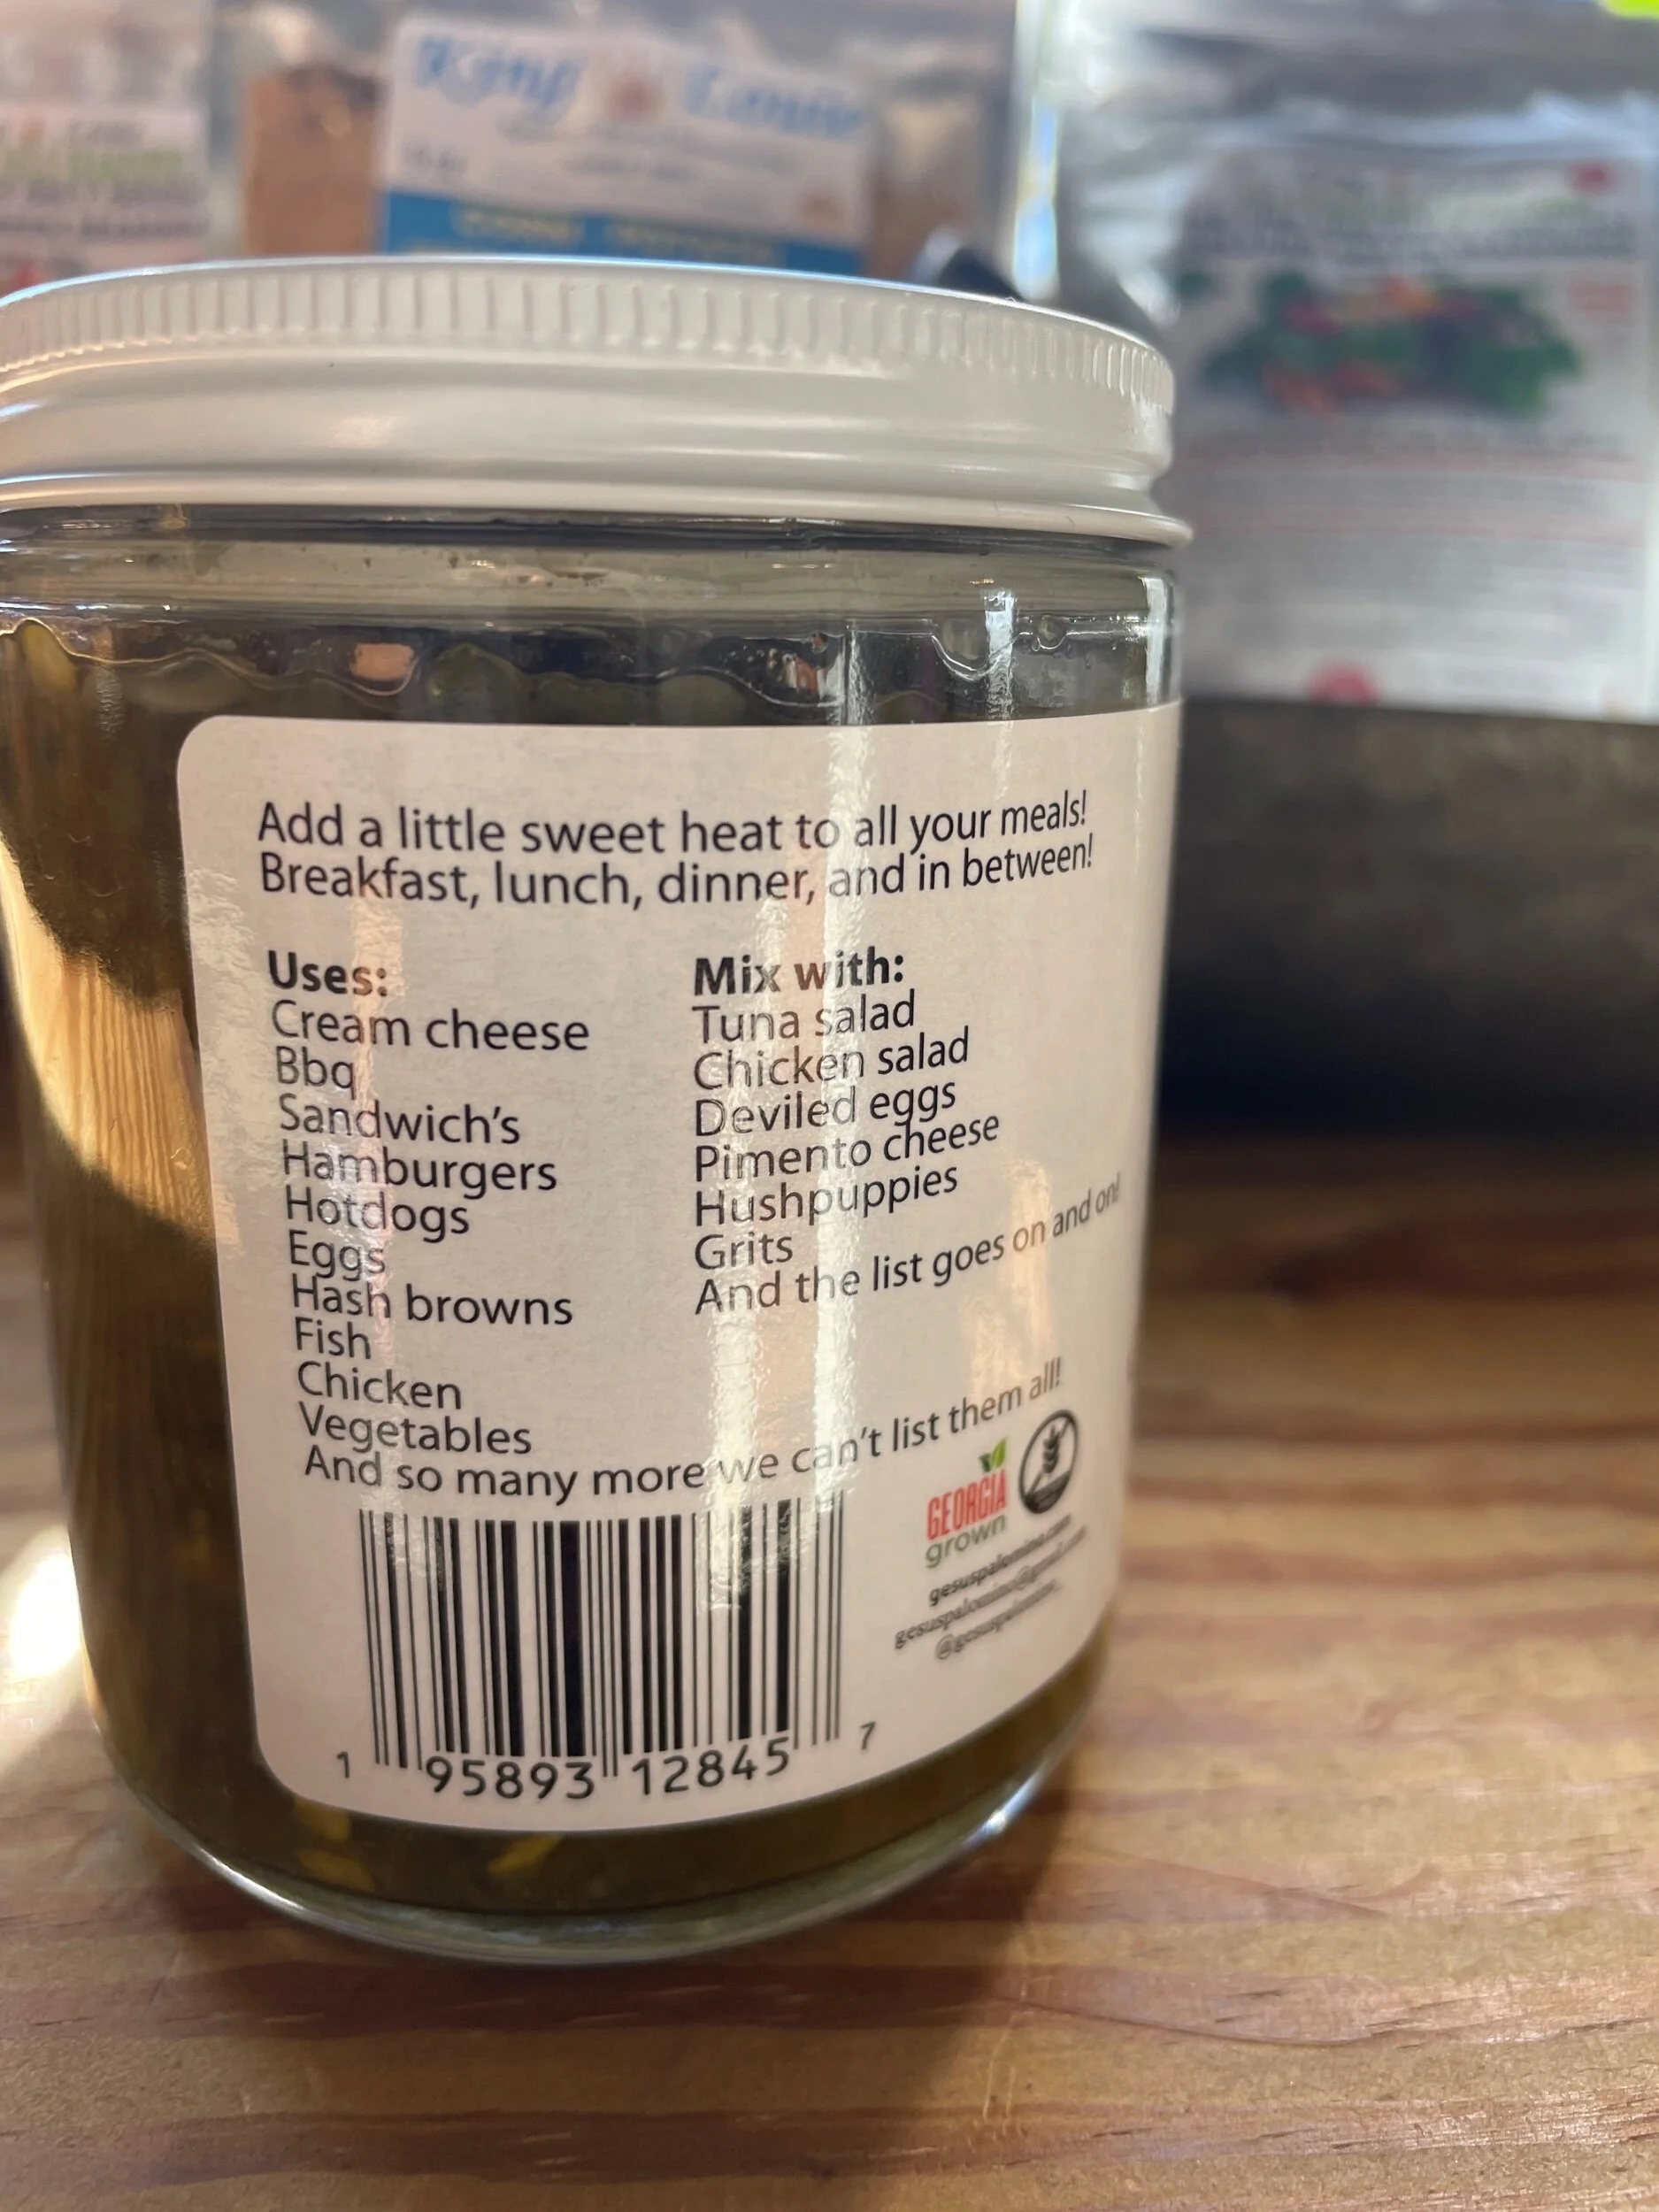 King
Add a little sweet heat to all your meals!
Breakfast, lunch, dinner, and in between!
Uses:
Cream cheese
Bbq
Sandwich's
Hamburgers
Hotdogs
Eggs
Hash browns
Fish
Chicken
Vegetables
And so many more we can't list them all!
Mix with:
Tuna salad
Chicken salad
Deviled eggs
Pimento cheese
Hushpuppies
Grits
And the list goes on and on!
GEORGIA
grown
gesuspalomino.com
1 95893 12845 7